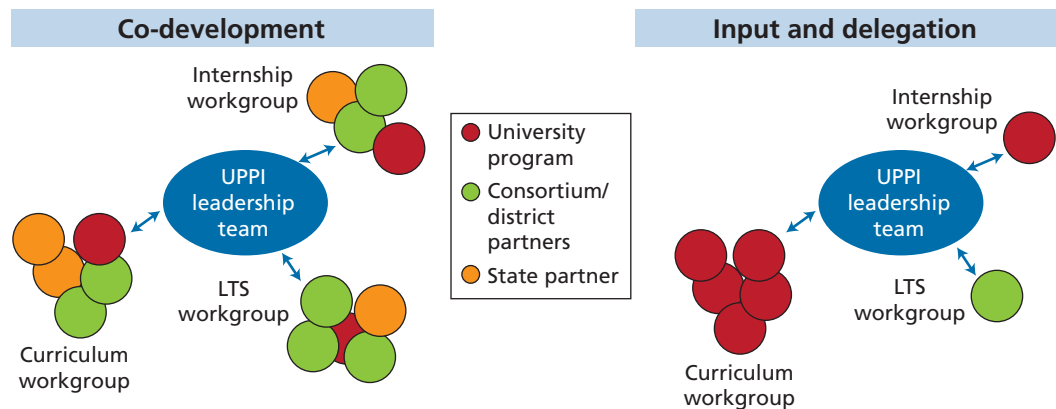 Co-development
Internship
workgroup
UPPI
leadership
team
LTS
workgroup
Curriculum
workgroup
University
program
Consortium/
district
partners
State partner
Input and delegation
Internship
workgroup
UPPI
leadership
team
LTS
workgroup
Curriculum
workgroup